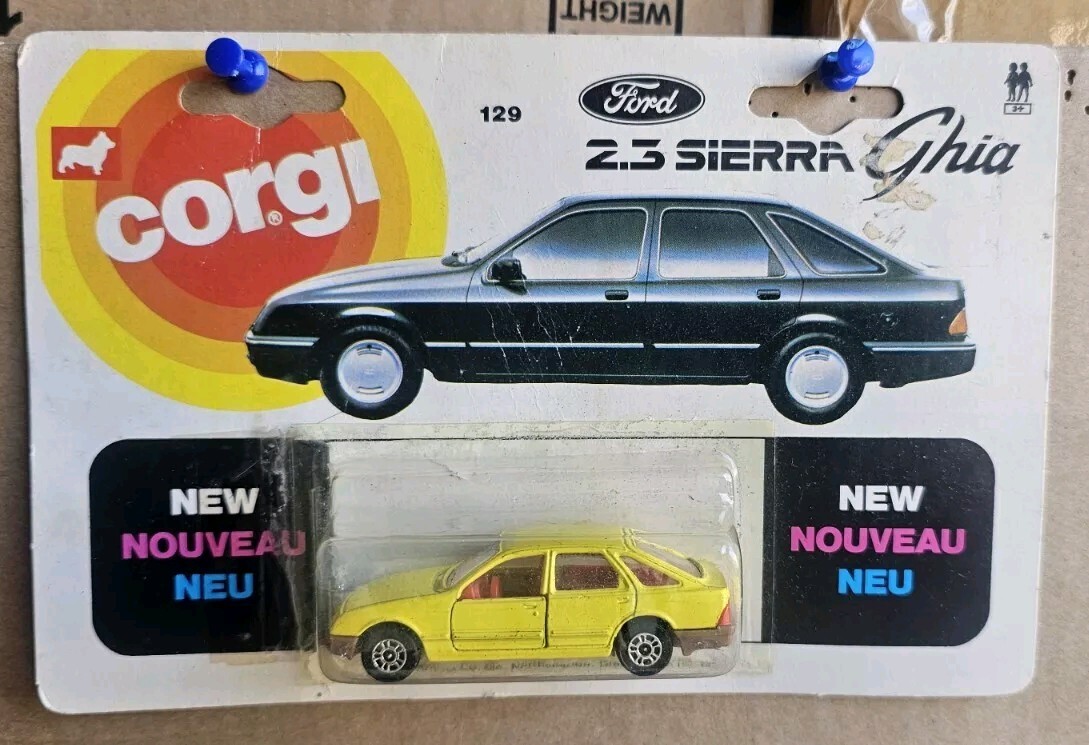 WEIGHT
corgi®
129
Ford
2.3 SIERRA Ghia
3+
NEW
NOUVEAU
NEU
NEW
NOUVEAU
NEU